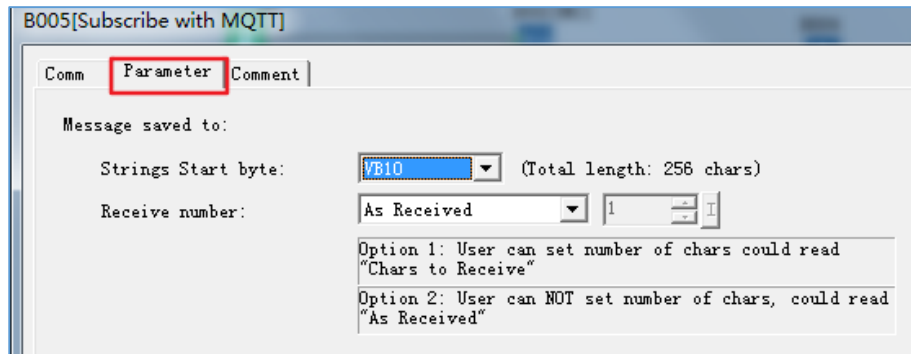 B005[Subscribe with MQTT]
Comm Parameter Comment
Message saved to:
Strings Start byte: VB10 (Total length: 256 chars)
Receive number: As Received 1
Option 1: User can set number of chars could read
"Chars to Receive"
Option 2: User can NOT set number of chars, could read
"As Received"